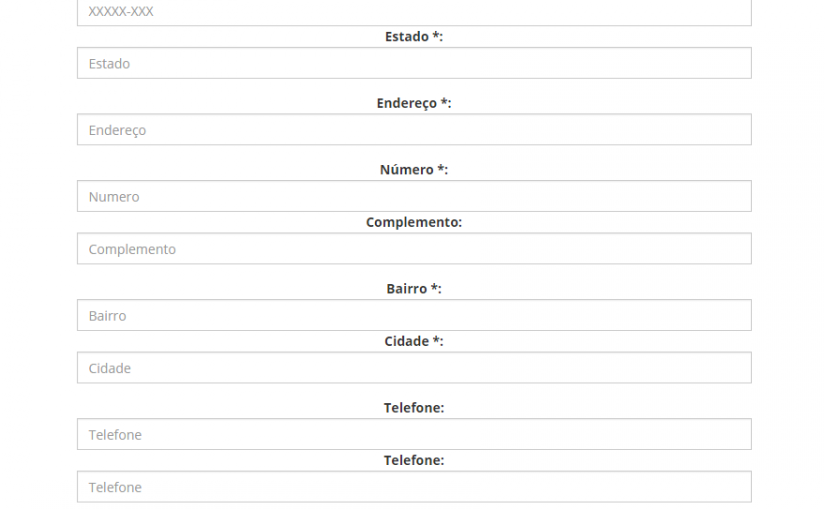 XXXXX-XXX
Estado *:
Estado
Endereço *:
Endereço
Número *:
Numero
Complemento:
Complemento
Bairro *:
Bairro
Cidade *:
Cidade
Telefone:
Telefone
Telefone:
Telefone